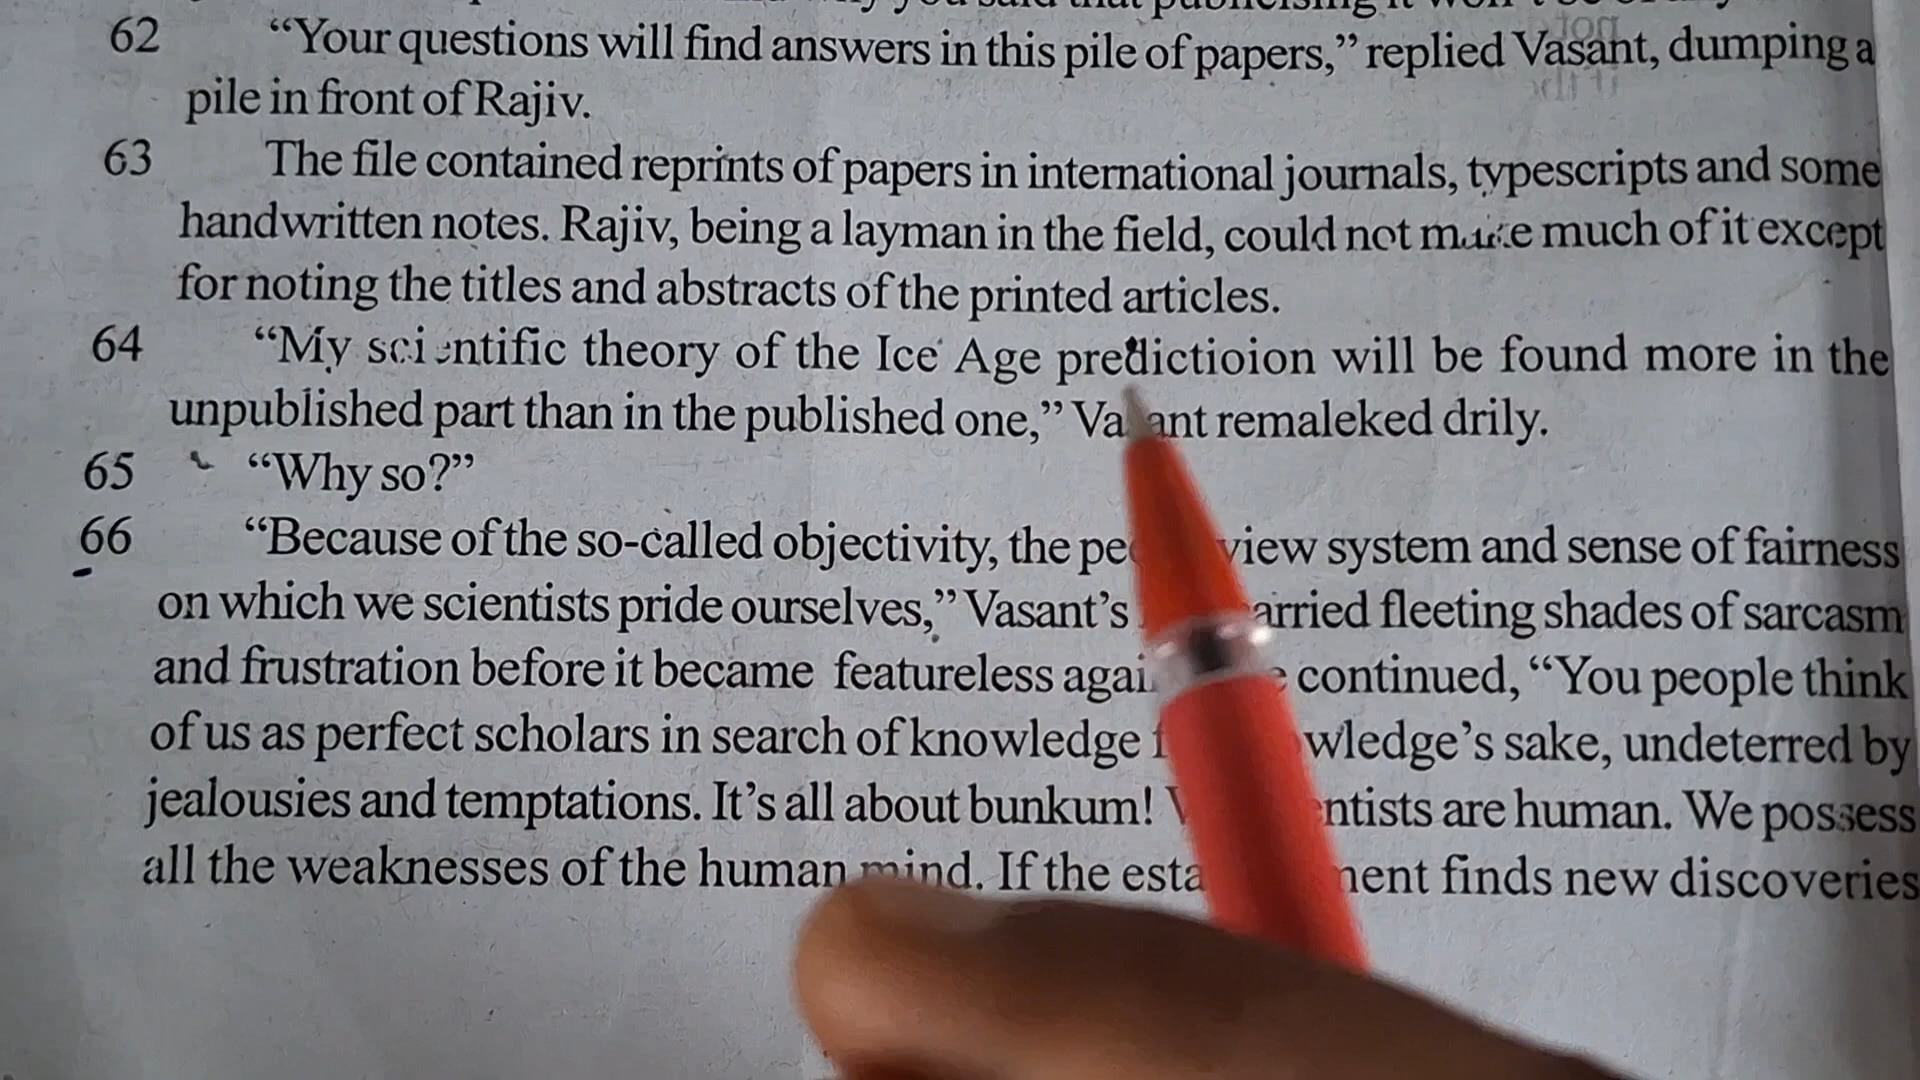 62 “Your questions will find answers in this pile of papers,” replied Vasant, dumping a
pile in front of Rajiv.
63 The file contained reprints of papers in international journals, typescripts and some
handwritten notes. Rajiv, being a layman in the field, could not make much of it except
for noting the titles and abstracts of the printed articles.
64 “My scientific theory of the Ice Age predictioion will be found more in the
unpublished part than in the published one,” Vasant remaleked drily.
65 “Why so?”
66 “Because of the so-called objectivity, the system and sense of fairness
on which we scientists pride ourselves,” Vasant’s fleeting shades of sarcasm
and frustration before it became featureless continued, “You people think
of us as perfect scholars in search of knowledge sake, undeterred by
jealousies and temptations. It’s all about bunkum! are human. We possess
all the weaknesses of the human mind. If the finds new discoveries